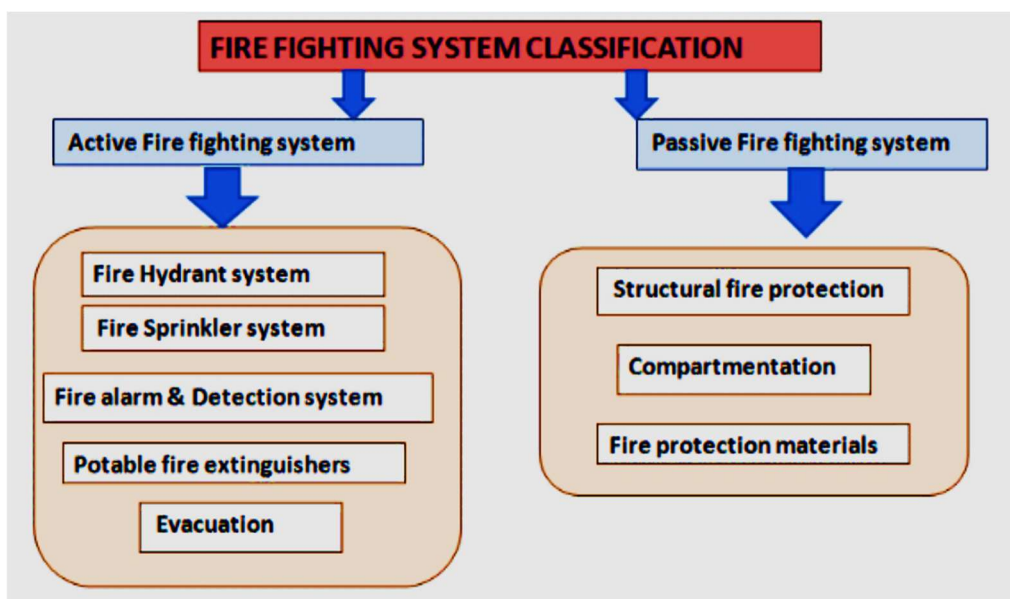 FIRE FIGHTING SYSTEM CLASSIFICATION
Active Fire fighting system
Passive Fire fighting system
Fire Hydrant system
Fire Sprinkler system
Fire alarm & Detection system
Potable fire extinguishers
Evacuation
Structural fire protection
Compartmentation
Fire protection materials